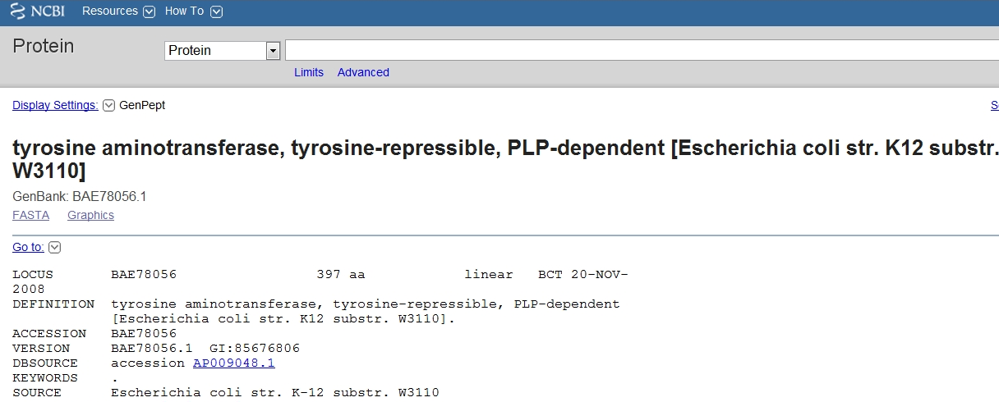 NCBI Resources How To
Protein Protein
Limits Advanced
Display Settings: GenPept
tyrosine aminotransferase, tyrosine-repressible, PLP-dependent [Escherichia coli str. K12 substr.
W3110]
GenBank: BAE78056.1
FASTA Graphics
Go to:
LOCUS BAE78056 397 aa linear BCT 20-NOV-
2008
DEFINITION tyrosine aminotransferase, tyrosine-repressible, PLP-dependent
[Escherichia coli str. K12 substr. W3110].
ACCESSION BAE78056
VERSION BAE78056.1 GI:85676806
DBSOURCE accession AP009048.1
KEYWORDS .
SOURCE Escherichia coli str. K-12 substr. W3110